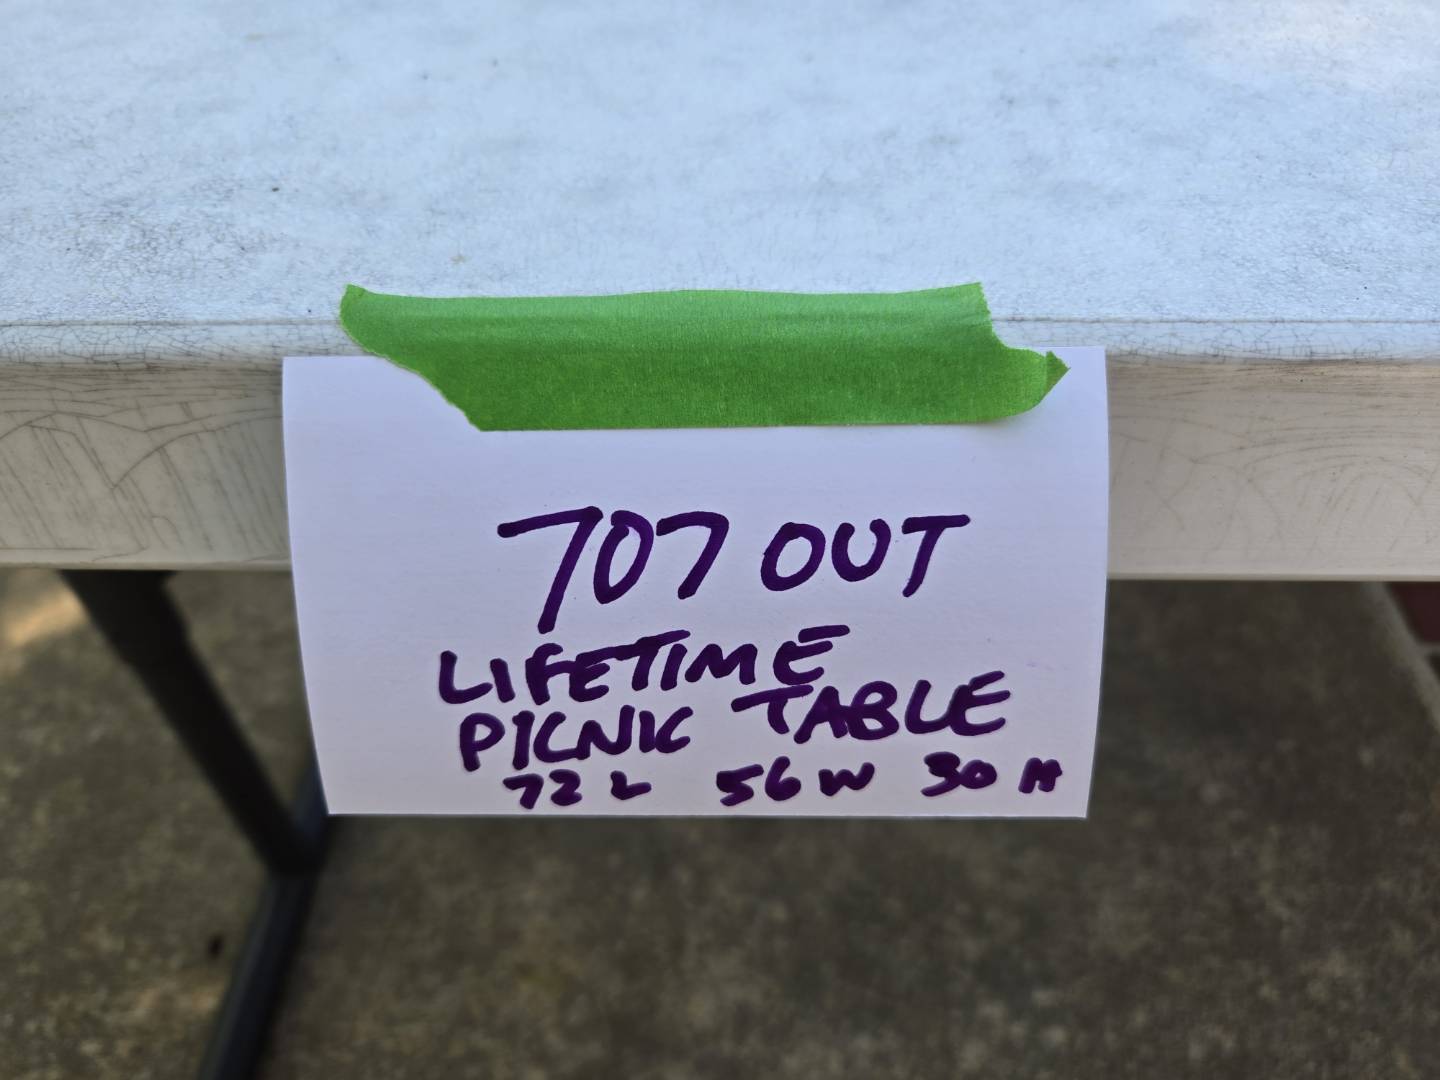 707 OUT
LIFETIME
PICNIC TABLE
72 L 56 W 30 H